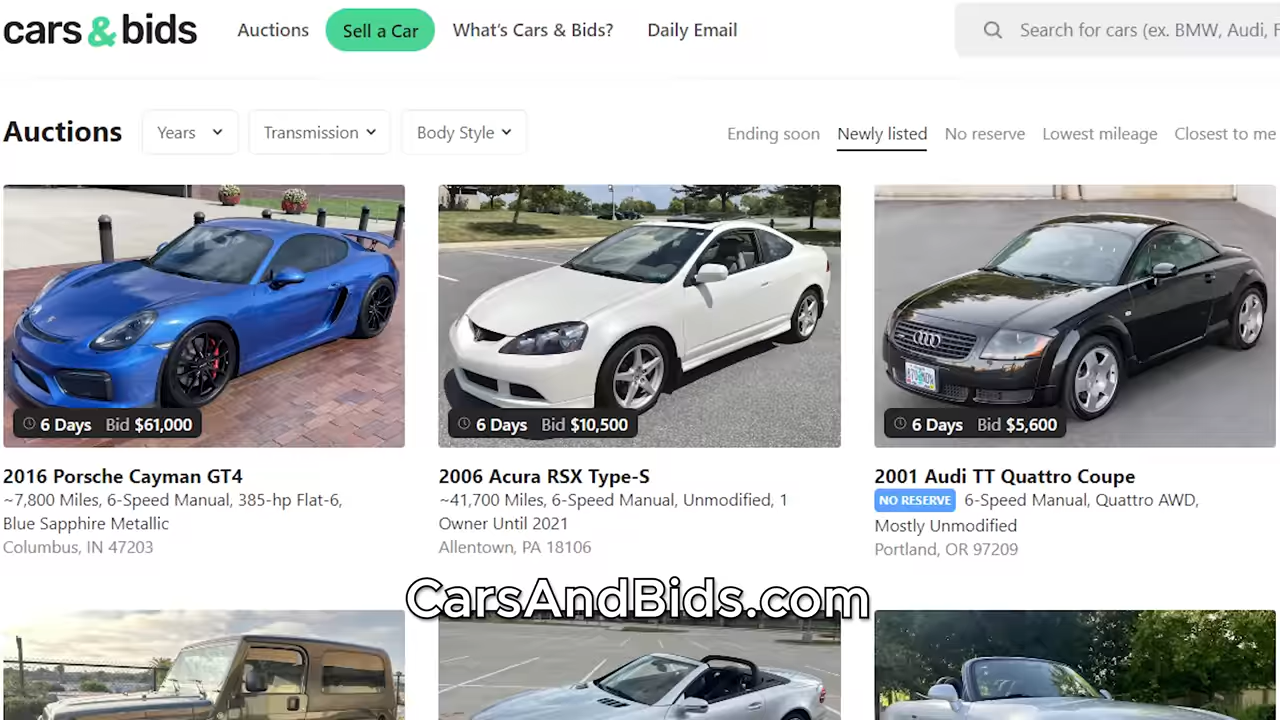 cars & bids
Auctions
Sell a Car
What's Cars & Bids?
Daily Email
Search for cars (ex. BMW, Audi, F
Auctions
Years
Transmission
Body Style
Ending soon
Newly listed
No reserve
Lowest mileage
Closest to me
6 Days Bid $61,000
2016 Porsche Cayman GT4
~7,800 Miles, 6-Speed Manual, 385-hp Flat-6,
Blue Sapphire Metallic
Columbus, IN 47203
6 Days Bid $10,500
2006 Acura RSX Type-S
~41,700 Miles, 6-Speed Manual, Unmodified, 1
Owner Until 2021
Allentown, PA 18106
6 Days Bid $5,600
2001 Audi TT Quattro Coupe
NO RESERVE 6-Speed Manual, Quattro AWD,
Mostly Unmodified
Portland, OR 97209
CarsAndBids.com